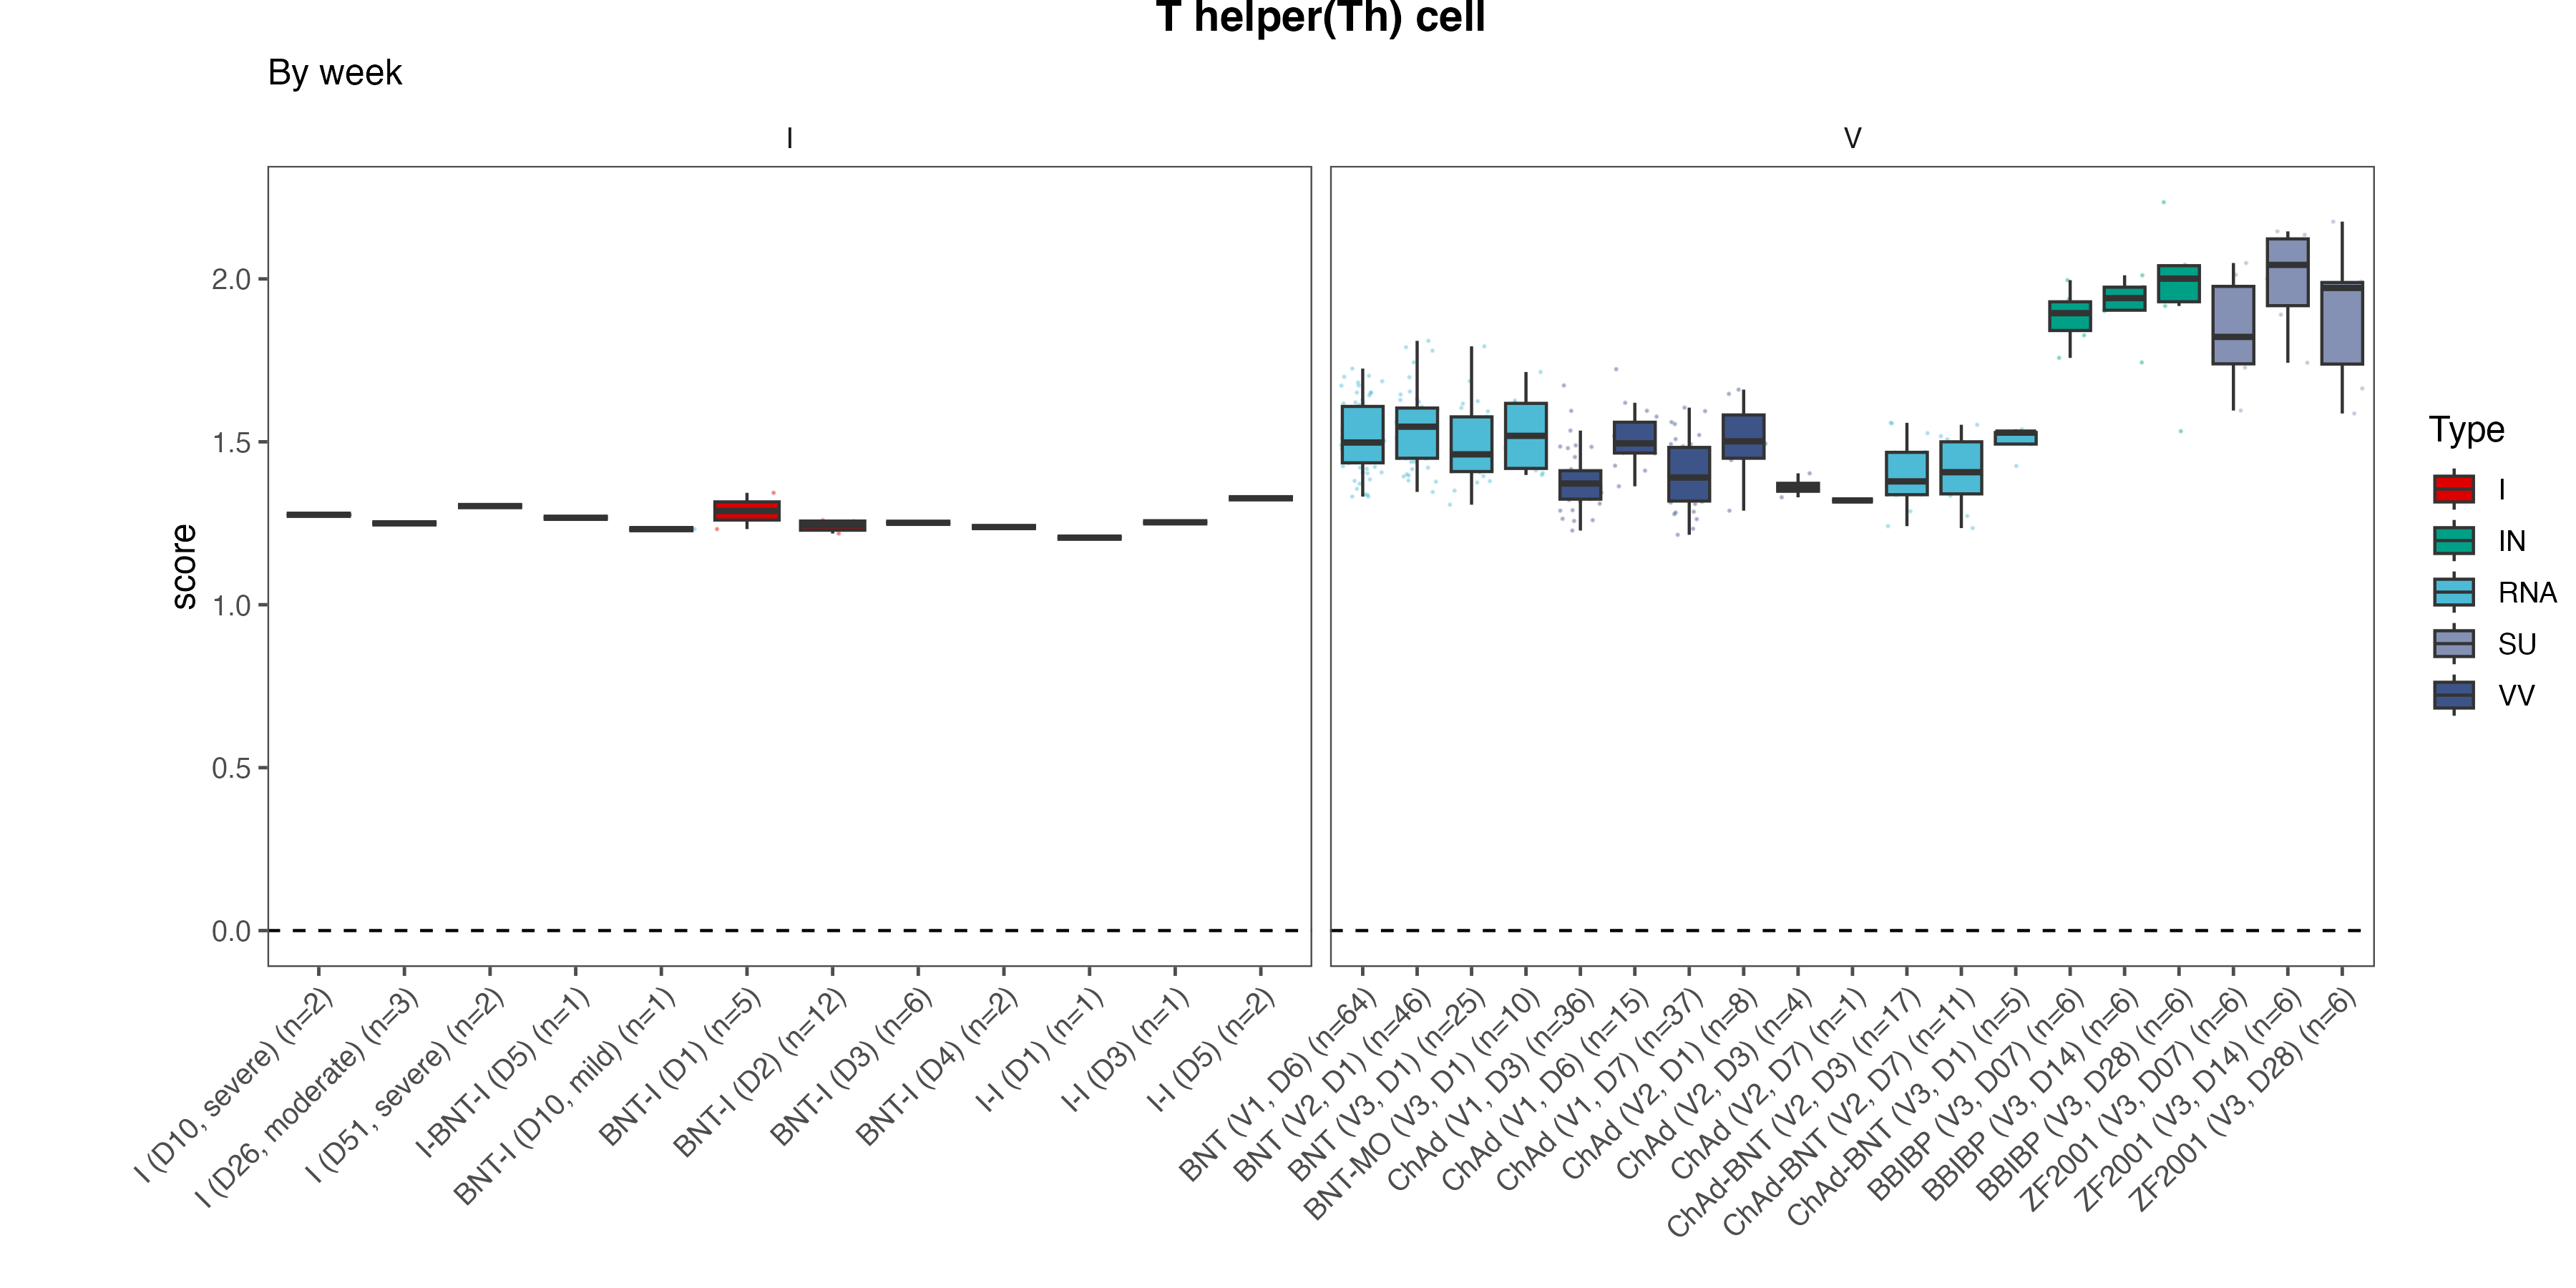 T helper(Th) cell
By week
I
V
score
2.0
1.5
1.0
0.5
0.0
I (D10, severe) (n=2)
I (D26, moderate) (n=3)
I (D51, severe) (n=2)
I-BNT-I (D5) (n=1)
BNT-I (D10, mild) (n=1)
BNT-I (D1) (n=5)
BNT-I (D2) (n=12)
BNT-I (D3) (n=6)
BNT-I (D4) (n=2)
I-I (D1) (n=1)
I-I (D3) (n=1)
I-I (D5) (n=2)
BNT (V1, D6) (n=64)
BNT (V2, D1) (n=46)
BNT (V3, D1) (n=25)
BNT-MO (V3, D1) (n=10)
ChAd (V1, D3) (n=36)
ChAd (V1, D6) (n=15)
ChAd (V1, D7) (n=37)
ChAd (V2, D1) (n=8)
ChAd (V2, D3) (n=4)
ChAd (V2, D7) (n=1)
ChAd-BNT (V2, D3) (n=17)
ChAd-BNT (V2, D7) (n=11)
ChAd-BNT (V3, D1) (n=5)
BBIBP (V3, D07) (n=6)
BBIBP (V3, D14) (n=6)
BBIBP (V3, D28) (n=6)
ZF2001 (V3, D07) (n=6)
ZF2001 (V3, D14) (n=6)
ZF2001 (V3, D28) (n=6)
Type
I
IN
RNA
SU
VV